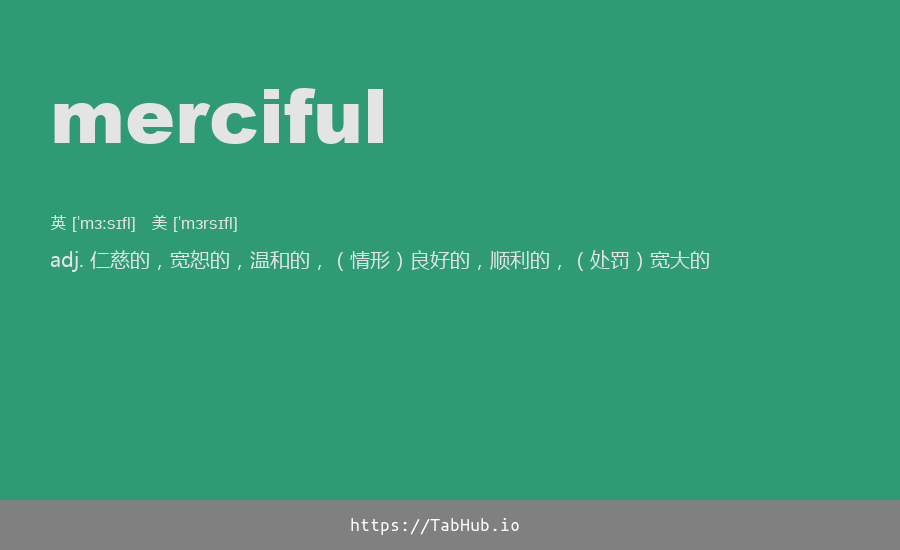 merciful
英 [ˈmɜːsɪfl] 美 [ˈmɜrsɪfl]
adj. 仁慈的，宽恕的，温和的，（情形）良好的，顺利的，（处罚）宽大的
https://TabHub.io